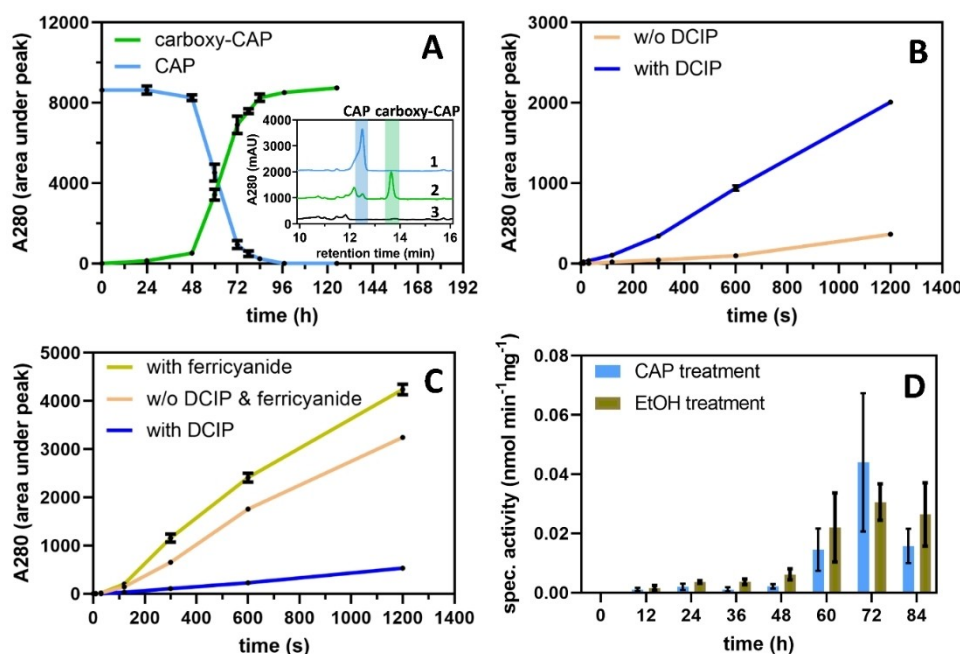 A
carboxy-CAP
CAP
A280 (area under peak)
12000
8000
4000
0
0 24 48 72 96 120 144 168 192
time (h)
CAP carboxy-CAP
A280 (mAU)
4000
3000
2000
1000
0
1
2
3
10 12 14 16
retention time (min)
B
w/o DCIP
with DCIP
A280 (area under peak)
3000
2000
1000
0
0 200 400 600 800 1000 1200 1400
time (s)
C
with ferricyanide
w/o DCIP & ferricyanide
with DCIP
A280 (area under peak)
5000
4000
3000
2000
1000
0
0 200 400 600 800 1000 1200 1400
time (s)
D
CAP treatment
EtOH treatment
spec. activity (nmol min-1mg-1)
0.08
0.06
0.04
0.02
0.00
0 12 24 36 48 60 72 84
time (h)